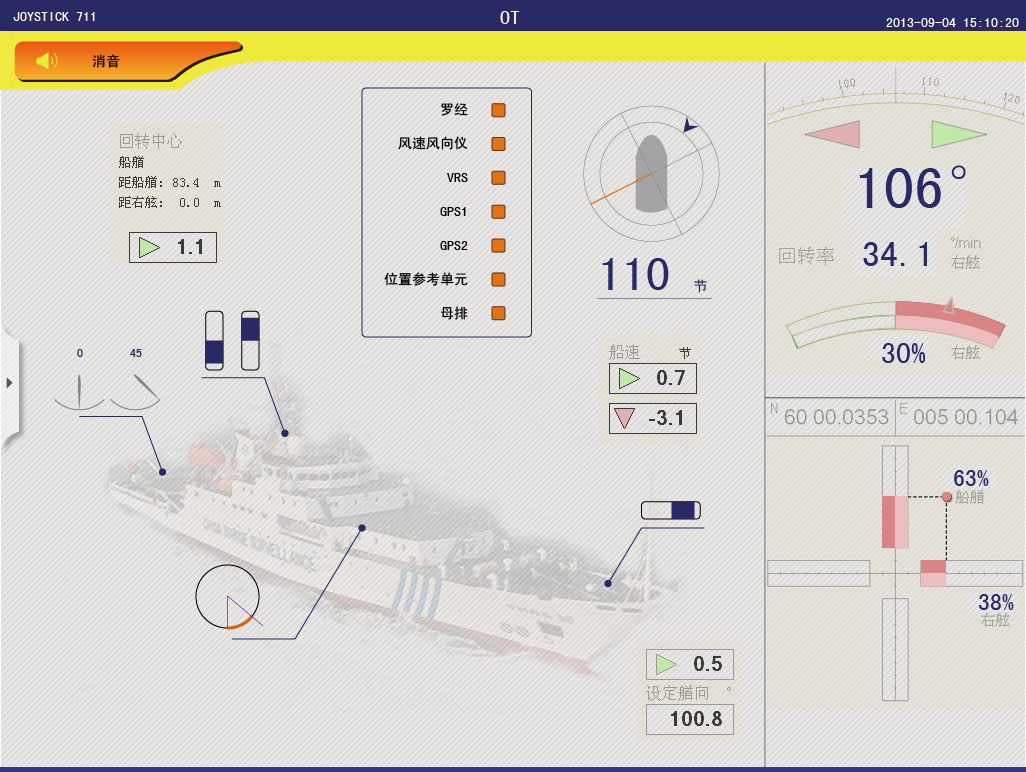 JOYSTICK 711
OT
2013-09-04 15:10:20
消音
100
110
120
回转中心
船艏
距船艏: 83.4 m
距右舷: 0.0 m
1.1
罗经
风速风向仪
VRS
GPS1
GPS2
位置参考单元
母排
110 节
106°
回转率 34.1 °/min
右舷
30% 右舷
0
45
船速 节
0.7
-3.1
N 60 00.0353
E 005 00.104
63%
船艏
38%
右舷
CHINA MARINE SURVEILLANCE
0.5
设定艏向 °
100.8